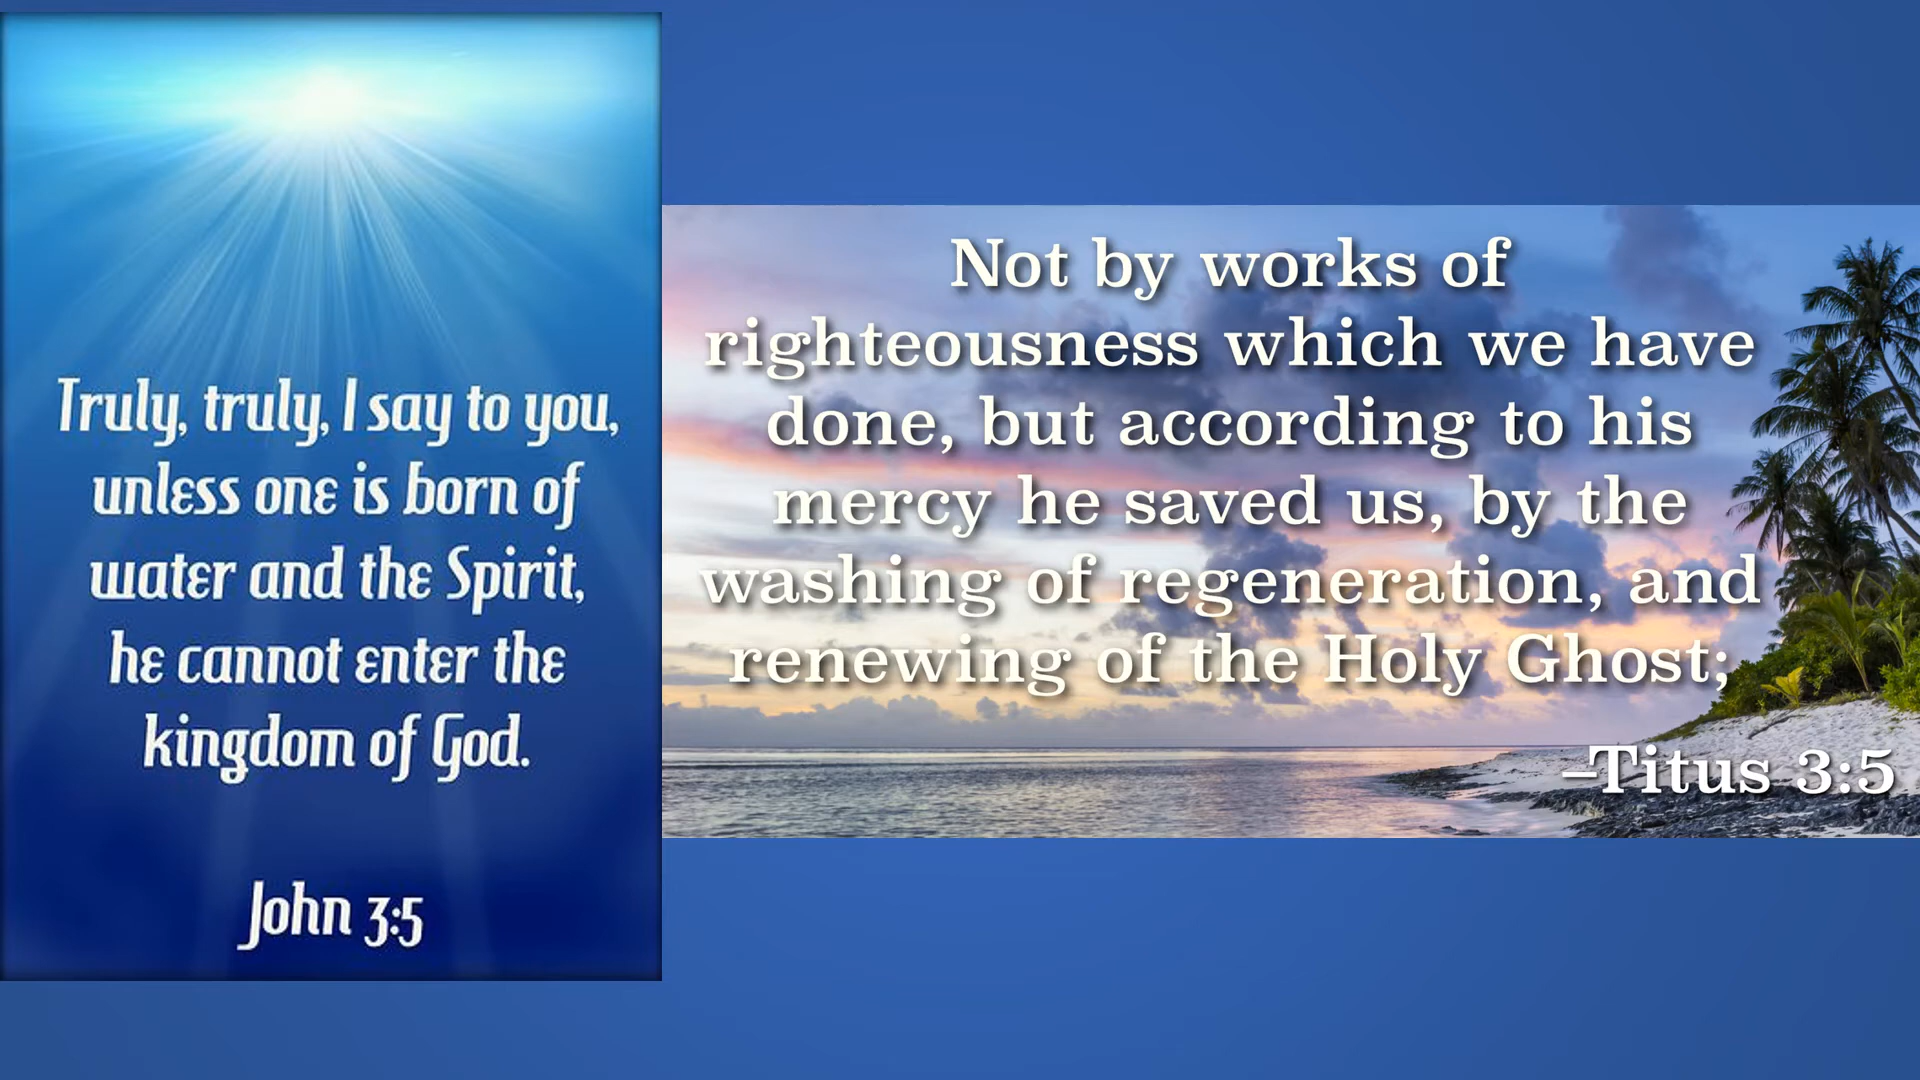 Truly, truly, I say to you,
unless one is born of
water and the Spirit,
he cannot enter the
kingdom of God.
John 3:5
Not by works of
righteousness which we have
done, but according to his
mercy he saved us, by the
washing of regeneration, and
renewing of the Holy Ghost;
–Titus 3:5